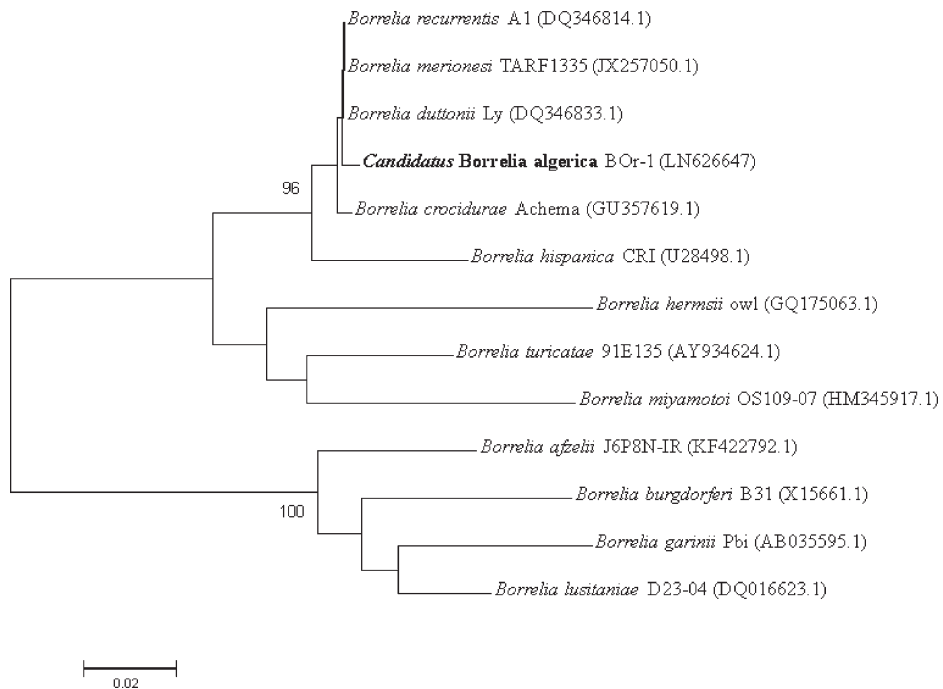 Borrelia recurrentis A1 (DQ346814.1)
Borrelia merionesi TARF1335 (JX257050.1)
Borrelia duttonii Ly (DQ346833.1)
Candidatus Borrelia algerica BOr-1 (LN626647)
96
Borrelia crocidurae Achema (GU357619.1)
Borrelia hispanica CRI (U28498.1)
Borrelia hermsii owl (GQ175063.1)
Borrelia turicatae 91E135 (AY934624.1)
Borrelia miyamotoi OS109-07 (HM345917.1)
Borrelia afzelii J6P8N-IR (KF422792.1)
Borrelia burgdorferi B31 (X15661.1)
100
Borrelia garinii Pbi (AB035595.1)
Borrelia lusitaniae D23-04 (DQ016623.1)
0.02